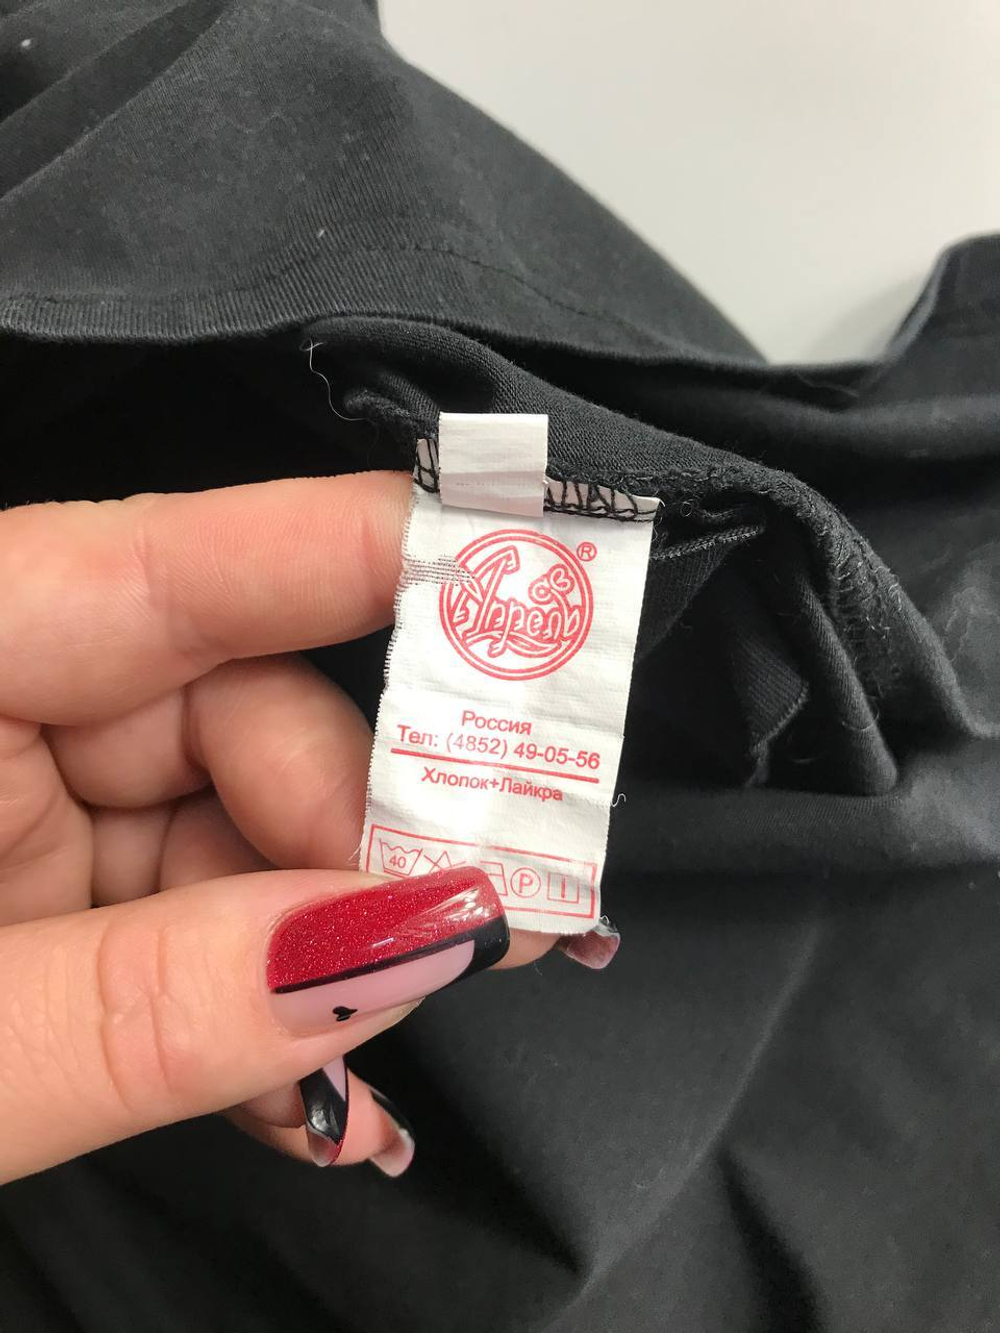 Апрель
®
Россия
Тел: (4852) 49-05-56
Хлопок+Лайкра
40
P